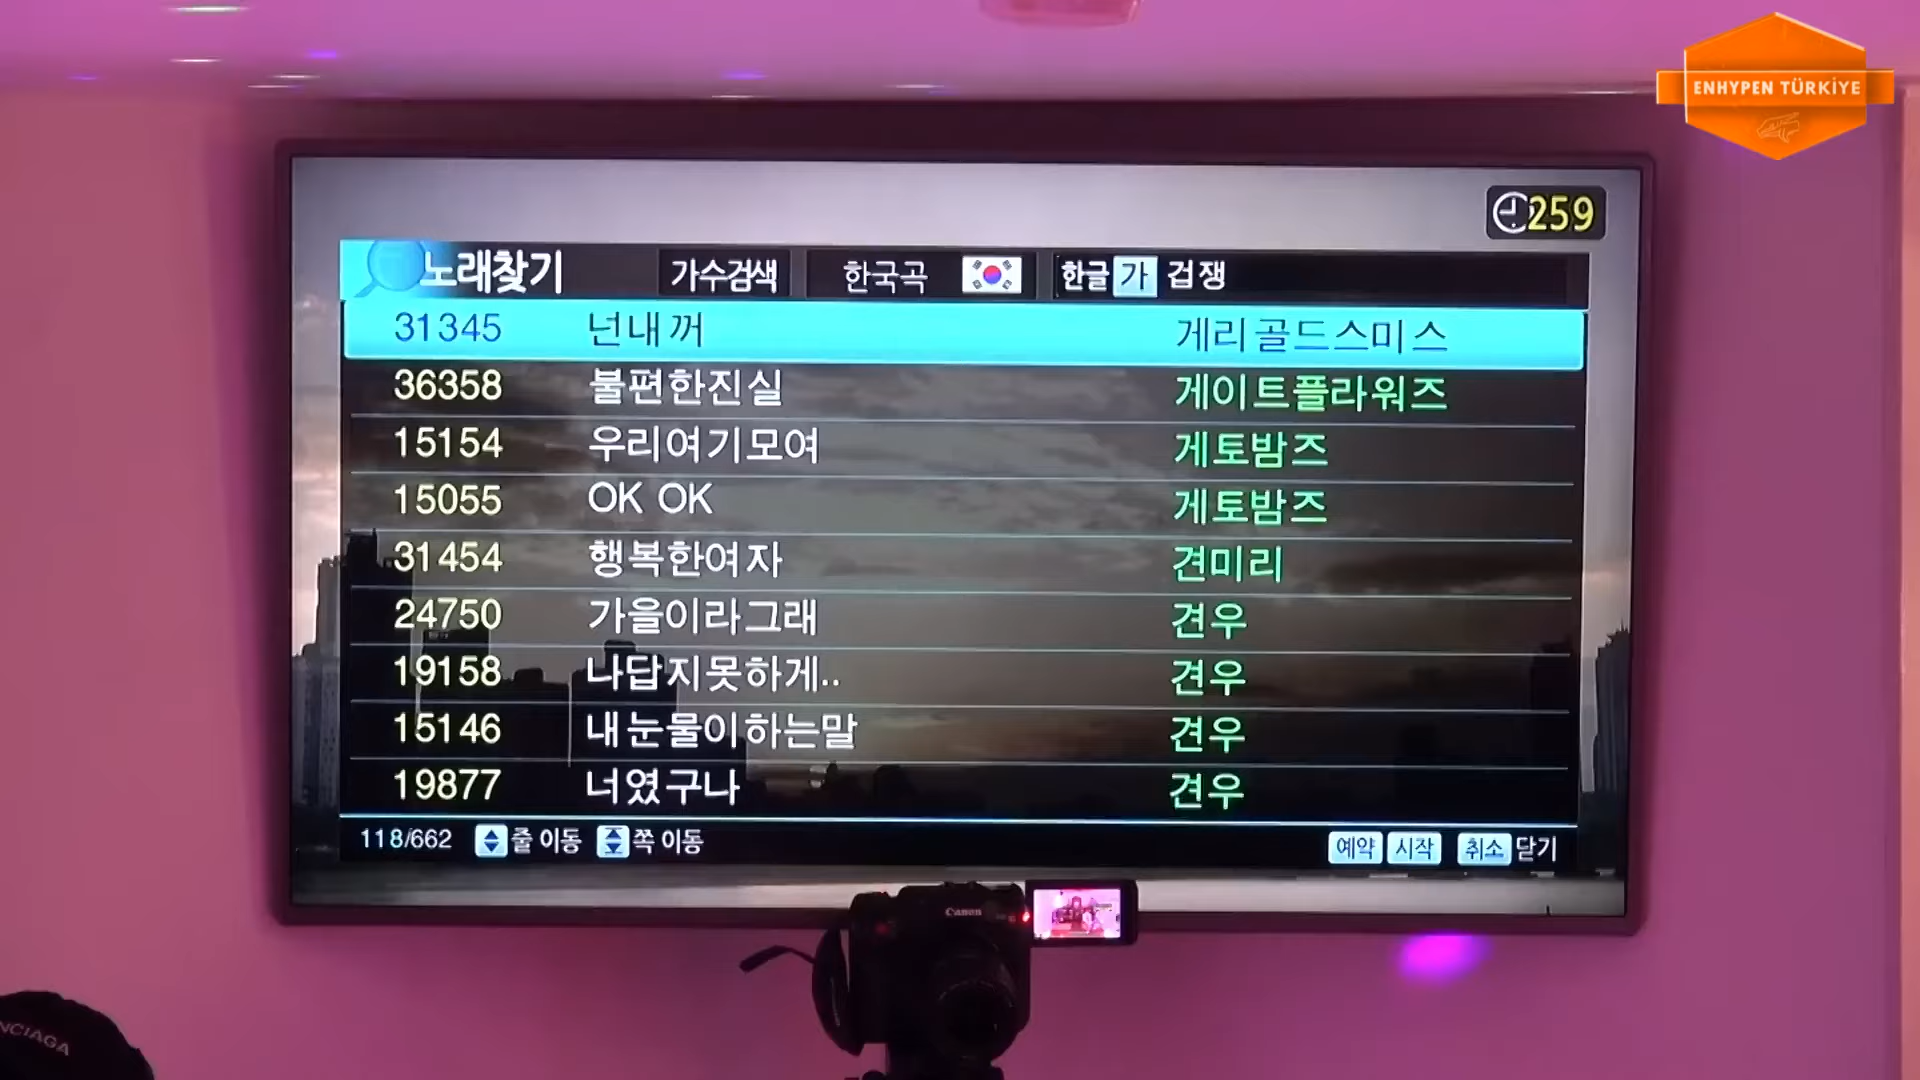 ENHYPEN TÜRKİYE
259
노래찾기 가수검색 한국곡 한글 가 겁쟁
31345 넌내꺼 게리골드스미스
36358 불편한진실 게이트플라워즈
15154 우리여기모여 게토밤즈
15055 OK OK 게토밤즈
31454 행복한여자 견미리
24750 가을이라그래 견우
19158 나답지못하게.. 견우
15146 내눈물이하는말 견우
19877 너였구나 견우
118/662 줄 이동 쪽 이동 예약 시작 취소 닫기
Canon
NCIAGA